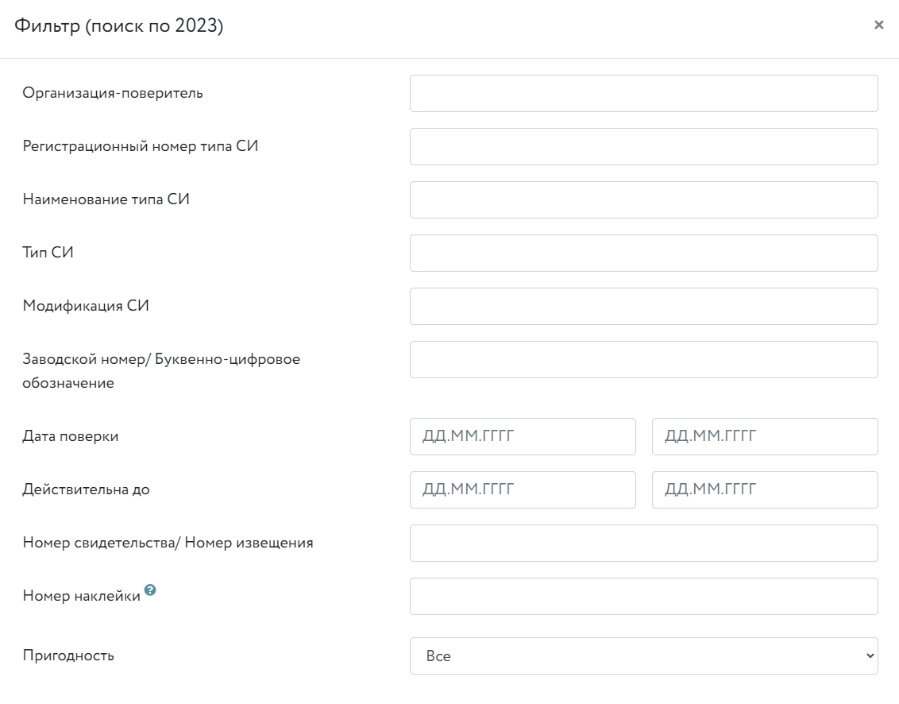 Фильтр (поиск по 2023)
×
Организация-поверитель
Регистрационный номер типа СИ
Наименование типа СИ
Тип СИ
Модификация СИ
Заводской номер/ Буквенно-цифровое
обозначение
Дата поверки
ДД.ММ.ГГГГ ДД.ММ.ГГГГ
Действительна до
ДД.ММ.ГГГГ ДД.ММ.ГГГГ
Номер свидетельства/ Номер извещения
Номер наклейки ?
Пригодность
Все